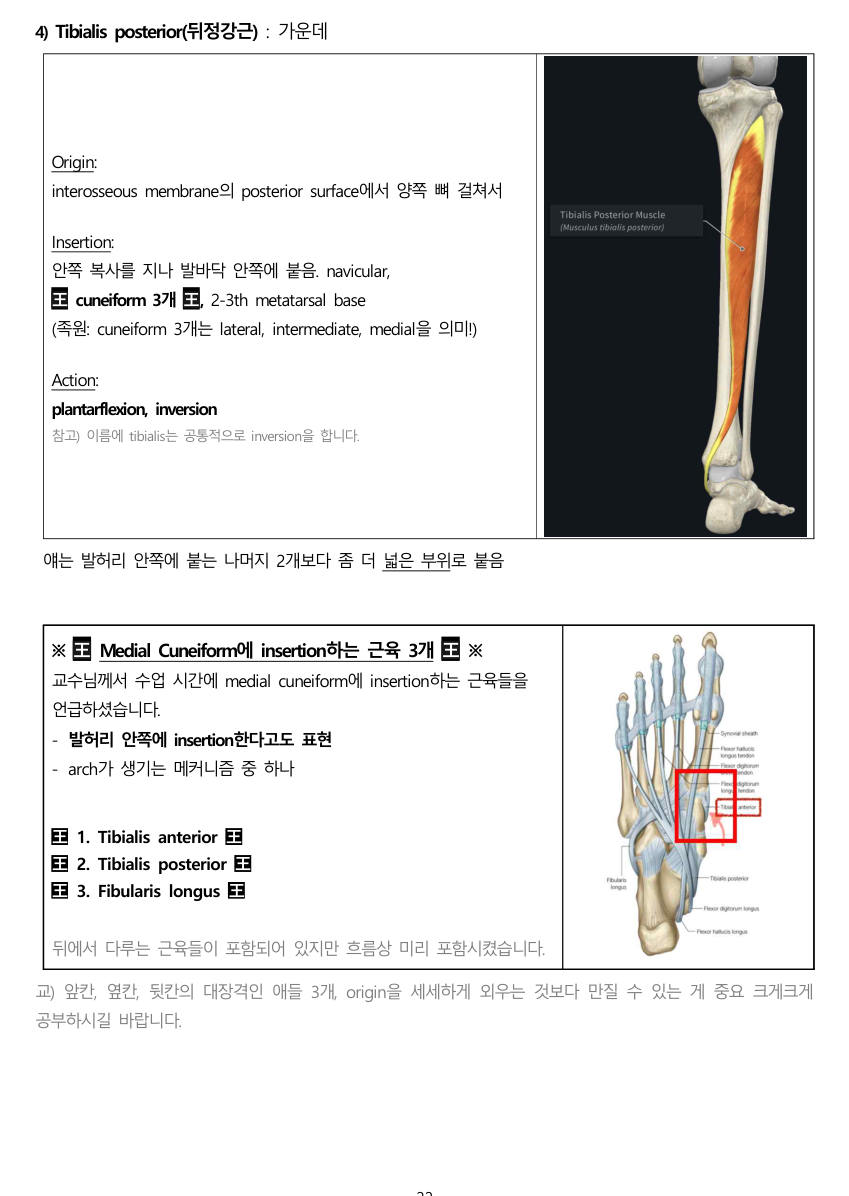 4) Tibialis posterior(뒤정강근) : 가운데
Origin:
interosseous membrane의 posterior surface에서 양쪽 뼈 걸쳐서
Insertion:
안쪽 복사를 지나 발바닥 안쪽에 붙음. navicular,
王 cuneiform 3개 王, 2-3th metatarsal base
(족원: cuneiform 3개는 lateral, intermediate, medial을 의미!)
Action:
plantarflexion, inversion
참고) 이름에 tibialis는 공통적으로 inversion을 합니다.
Tibialis Posterior Muscle
(Musculus tibialis posterior)
얘는 발허리 안쪽에 붙는 나머지 2개보다 좀 더 넓은 부위로 붙음
※ 王 Medial Cuneiform에 insertion하는 근육 3개 王 ※
교수님께서 수업 시간에 medial cuneiform에 insertion하는 근육들을
언급하셨습니다.
- 발허리 안쪽에 insertion한다고도 표현
- arch가 생기는 메커니즘 중 하나
王 1. Tibialis anterior 王
王 2. Tibialis posterior 王
王 3. Fibularis longus 王
뒤에서 다루는 근육들이 포함되어 있지만 흐름상 미리 포함시켰습니다.
Synovial sheath
Flexor hallucis
longus tendon
Flexor digitorum
tendon
Flexor digitorum
longus tendon
Tibialis anterior
Fibularis
longus
Tibialis posterior
Flexor digitorum longus
Flexor hallucis longus
교) 앞칸, 옆칸, 뒷칸의 대장격인 애들 3개, origin을 세세하게 외우는 것보다 만질 수 있는 게 중요 크게크게
공부하시길 바랍니다.